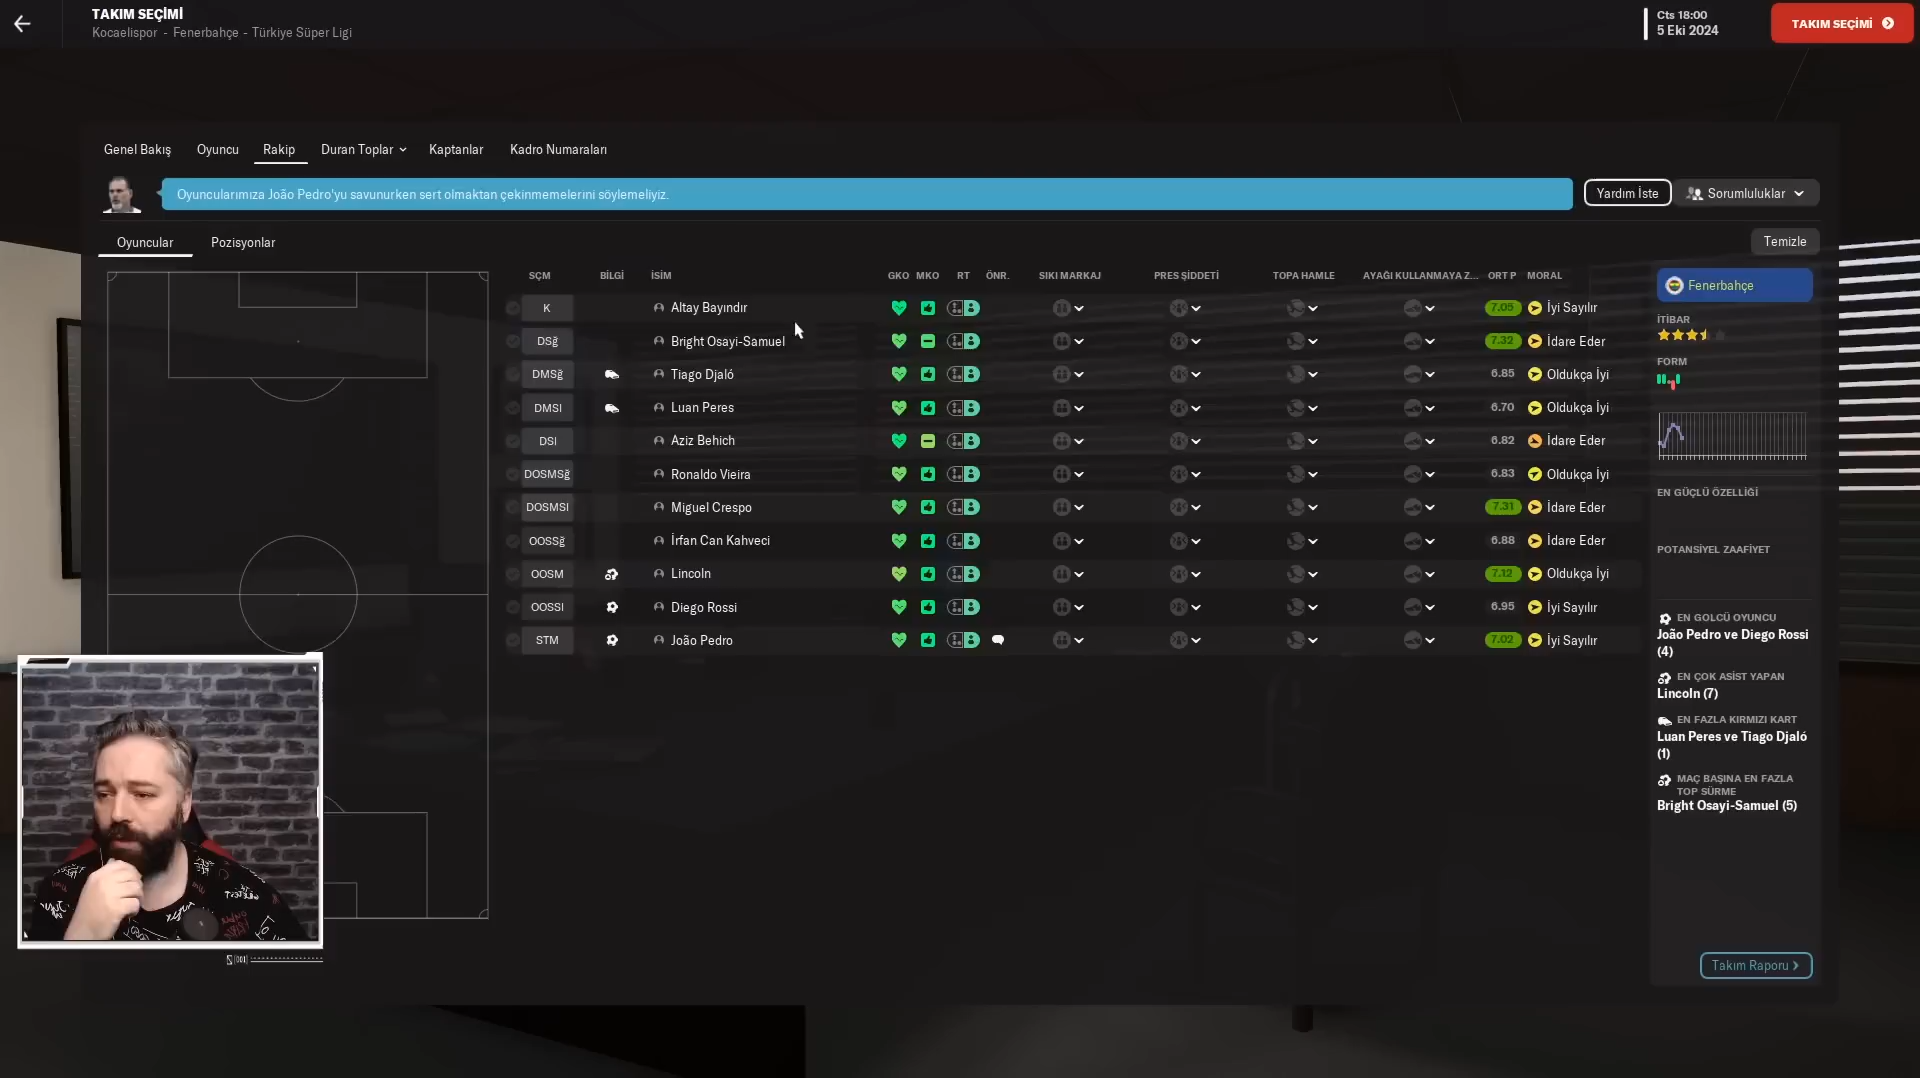 TAKIM SEÇİMİ
Kocaelispor - Fenerbahçe - Türkiye Süper Ligi
Cts 18:00
5 Eki 2024
TAKIM SEÇİMİ
Genel Bakış Oyuncu Rakip Duran Toplar Kaptanlar Kadro Numaraları
Oyuncularımıza João Pedro'yu savunurken sert olmaktan çekinmemelerini söylemeliyiz.
Yardım İste Sorumluluklar
Oyuncular Pozisyonlar Temizle
SÇM BİLGİ İSİM GKO MKO RT ÖNR. SIKI MARKAJ PRES ŞİDDETİ TOPA HAMLE AYAĞI KULLANMAYA Z... ORT P MORAL
K Altay Bayındır 7.05 İyi Sayılır
DSğ Bright Osayi-Samuel 7.32 İdare Eder
DMSğ Tiago Djaló 6.85 Oldukça İyi
DMSl Luan Peres 6.70 Oldukça İyi
DSl Aziz Behich 6.82 İdare Eder
DOSMSğ Ronaldo Vieira 6.83 Oldukça İyi
DOSMSl Miguel Crespo 7.31 İdare Eder
OOSSğ İrfan Can Kahveci 6.88 İdare Eder
OOSM Lincoln 7.12 Oldukça İyi
OOSSl Diego Rossi 6.95 İyi Sayılır
STM João Pedro 7.02 İyi Sayılır
Fenerbahçe
İTİBAR
FORM
EN GÜÇLÜ ÖZELLİĞİ
POTANSİYEL ZAAFİYET
EN GOLCÜ OYUNCU
João Pedro ve Diego Rossi
(4)
EN ÇOK ASİST YAPAN
Lincoln (7)
EN FAZLA KIRMIZI KART
Luan Peres ve Tiago Djaló
(1)
MAÇ BAŞINA EN FAZLA
TOP SÜRME
Bright Osayi-Samuel (5)
Takım Raporu